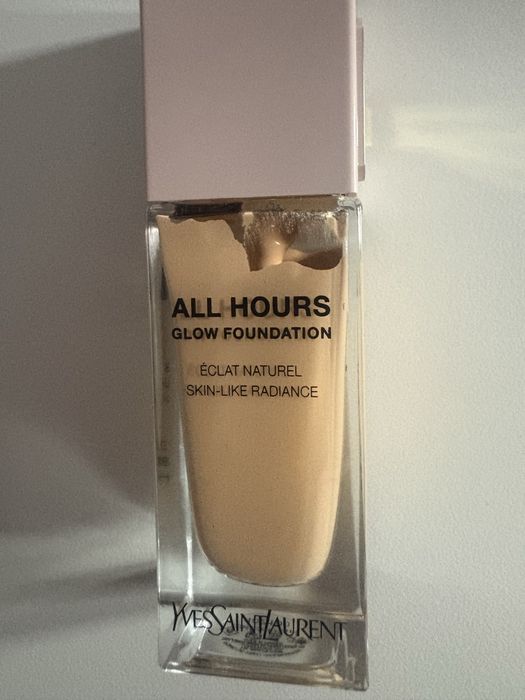 ALL HOURS
GLOW FOUNDATION
ÉCLAT NATUREL
SKIN-LIKE RADIANCE
YVESSAINTLAURENT